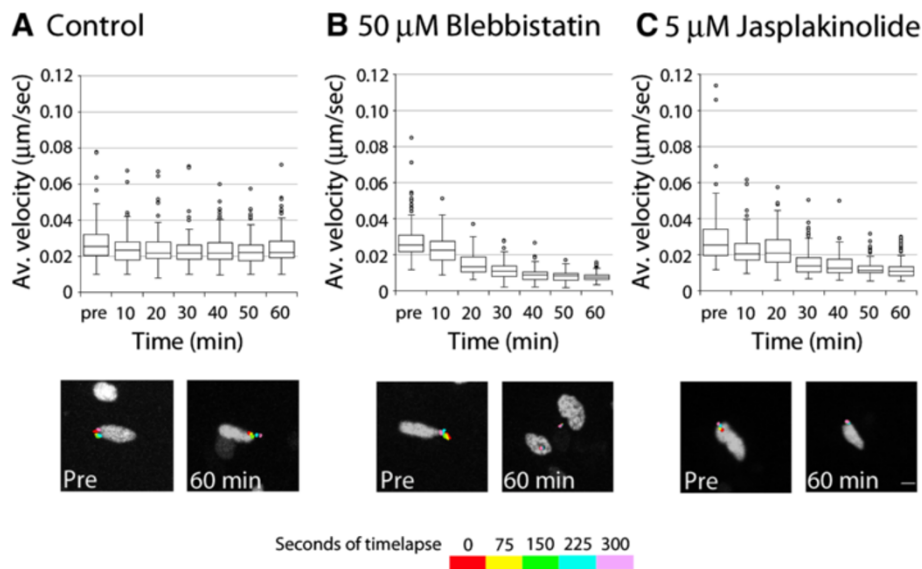 A Control
Av. velocity (μm/sec)
0.12
0.10
0.08
0.06
0.04
0.02
0
pre 10 20 30 40 50 60
Time (min)
Pre
60 min
B 50 μM Blebbistatin
Av. velocity (μm/sec)
0.12
0.10
0.08
0.06
0.04
0.02
0
pre 10 20 30 40 50 60
Time (min)
Pre
60 min
C 5 μM Jasplakinolide
Av. velocity (μm/sec)
0.12
0.10
0.08
0.06
0.04
0.02
0
pre 10 20 30 40 50 60
Time (min)
Pre
60 min
Seconds of timelapse 0 75 150 225 300